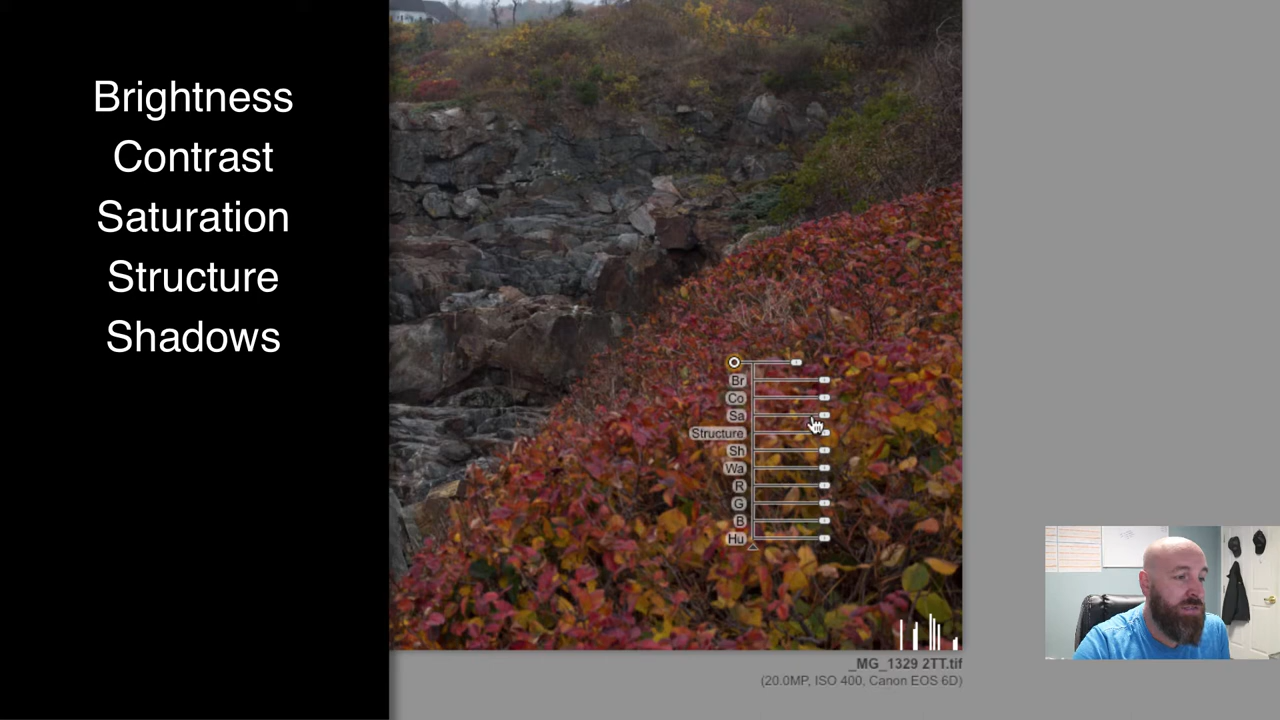 Brightness
Contrast
Saturation
Structure
Shadows
Br
Co
Sa
Structure
Sh
Wa
R
G
B
Hu
_MG_1329 2TT.tif
(20.0MP, ISO 400, Canon EOS 6D)